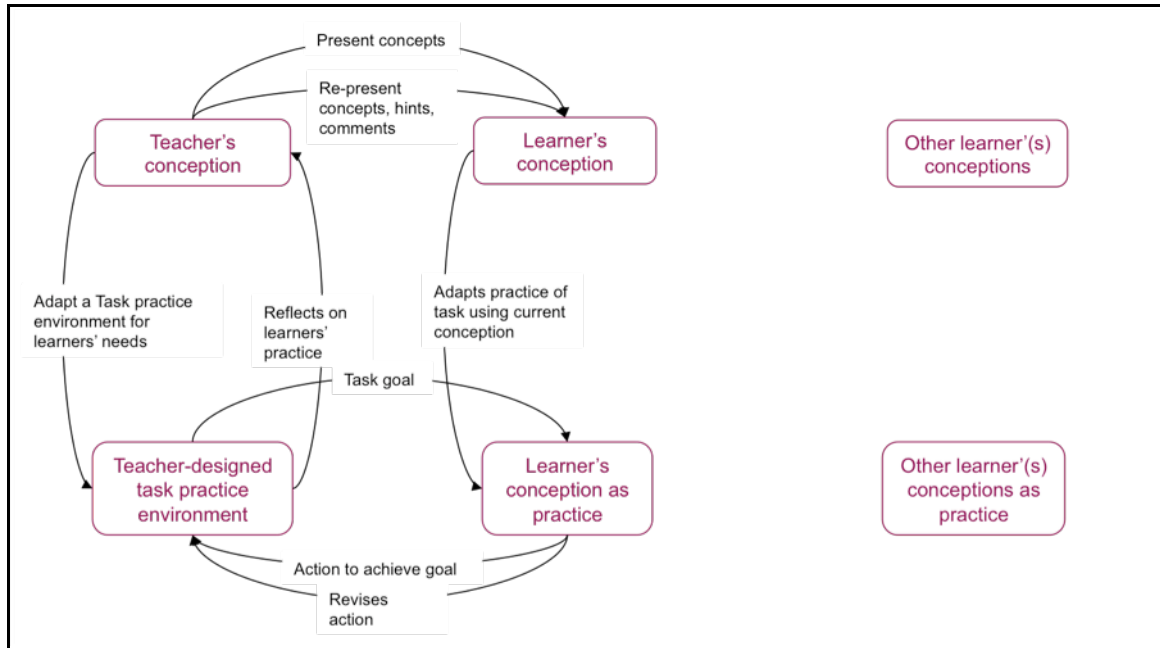 Present concepts
Re-present
concepts, hints,
comments
Teacher's
conception
Learner's
conception
Other learner'(s)
conceptions
Adapt a Task practice
environment for
learners' needs
Reflects on
learners'
practice
Adapts practice of
task using current
conception
Task goal
Teacher-designed
task practice
environment
Learner's
conception as
practice
Other learner'(s)
conceptions as
practice
Action to achieve goal
Revises
action